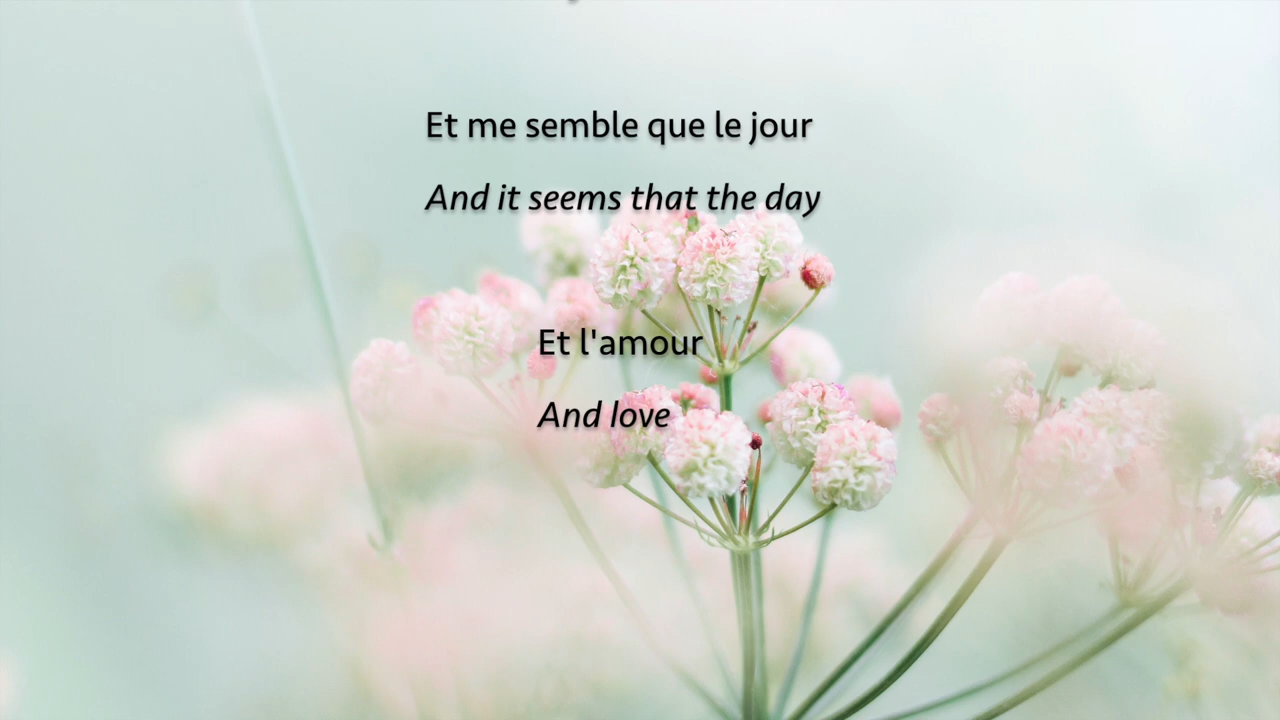 Et me semble que le jour
And it seems that the day
Et l'amour
And love